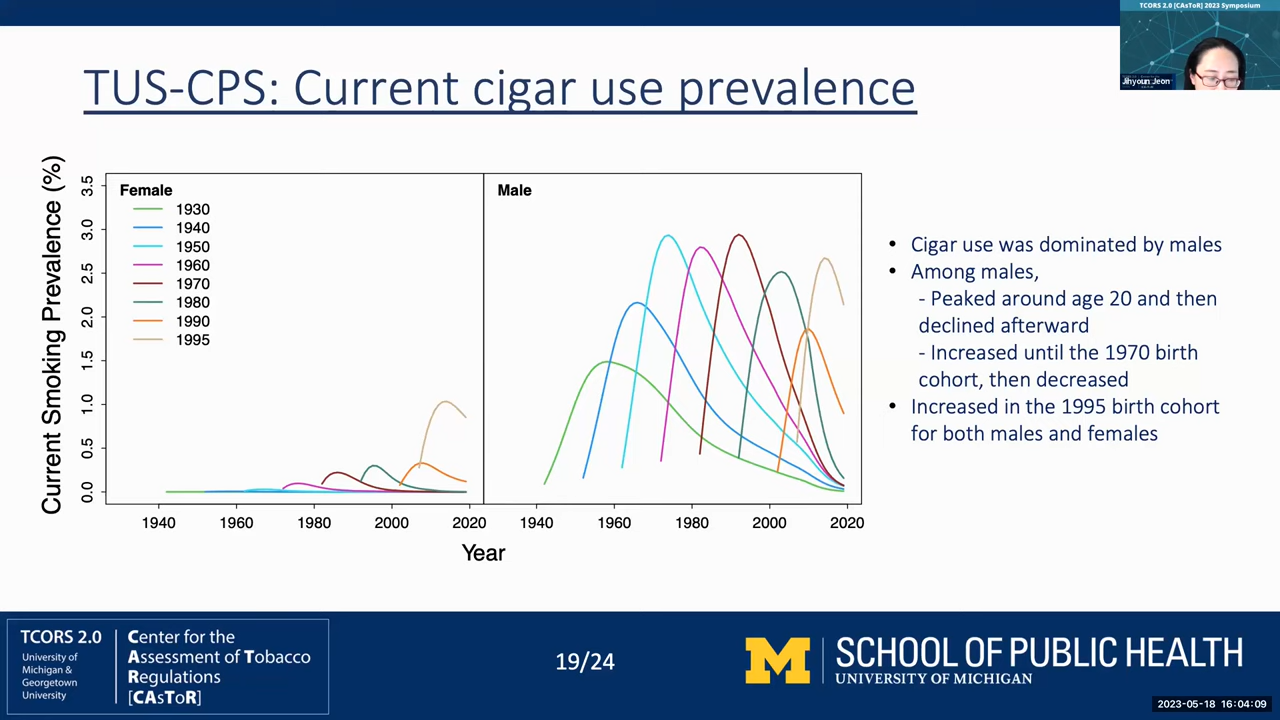 TCORS 2.0 [CAsToR] 2023 Symposium
Jihyoun Jeon
TUS-CPS: Current cigar use prevalence
Current Smoking Prevalence (%)
3.5
3.0
2.5
2.0
1.5
1.0
0.5
0.0
Female
1930
1940
1950
1960
1970
1980
1990
1995
Male
1940 1960 1980 2000 2020
1940 1960 1980 2000 2020
Year
• Cigar use was dominated by males
• Among males,
- Peaked around age 20 and then
declined afterward
- Increased until the 1970 birth
cohort, then decreased
• Increased in the 1995 birth cohort
for both males and females
TCORS 2.0
University of
Michigan &
Georgetown
University
Center for the
Assessment of Tobacco
Regulations
[CAsToR]
19/24
M
SCHOOL OF PUBLIC HEALTH
UNIVERSITY OF MICHIGAN
2023-05-18 16:04:09